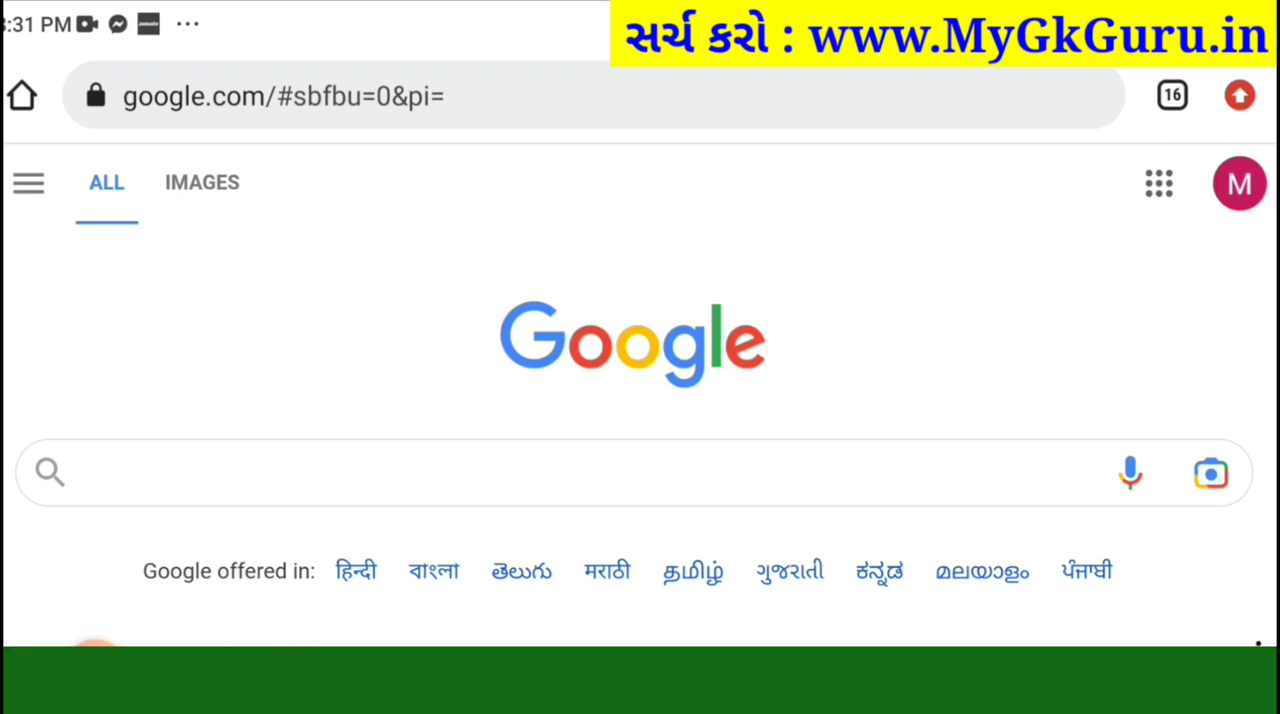 :31 PM
સર્ચ કરો : www.MyGkGuru.in
google.com/#sbfbu=0&pi=
16
ALL IMAGES
M
Google
Google offered in: हिन्दी বাংলা తెలుగు मराठी தமிழ் ગુજરાતી ಕನ್ನಡ മലയാളം ਪੰਜਾਬੀ